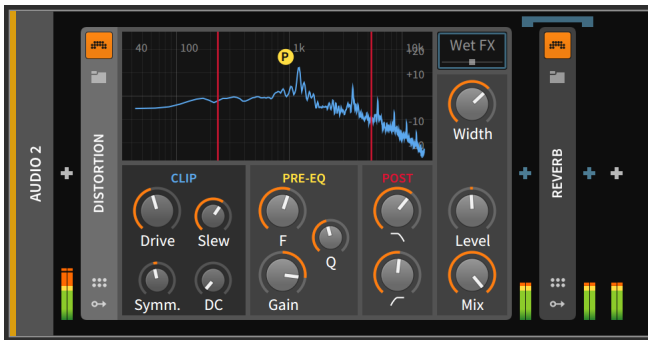 AUDIO 2
DISTORTION
40 100 1k 10k
+20
+10
-10
P
Wet FX
Width
CLIP
Drive Slew
Symm. DC
PRE-EQ
F
Q
Gain
POST
Level
Mix
REVERB